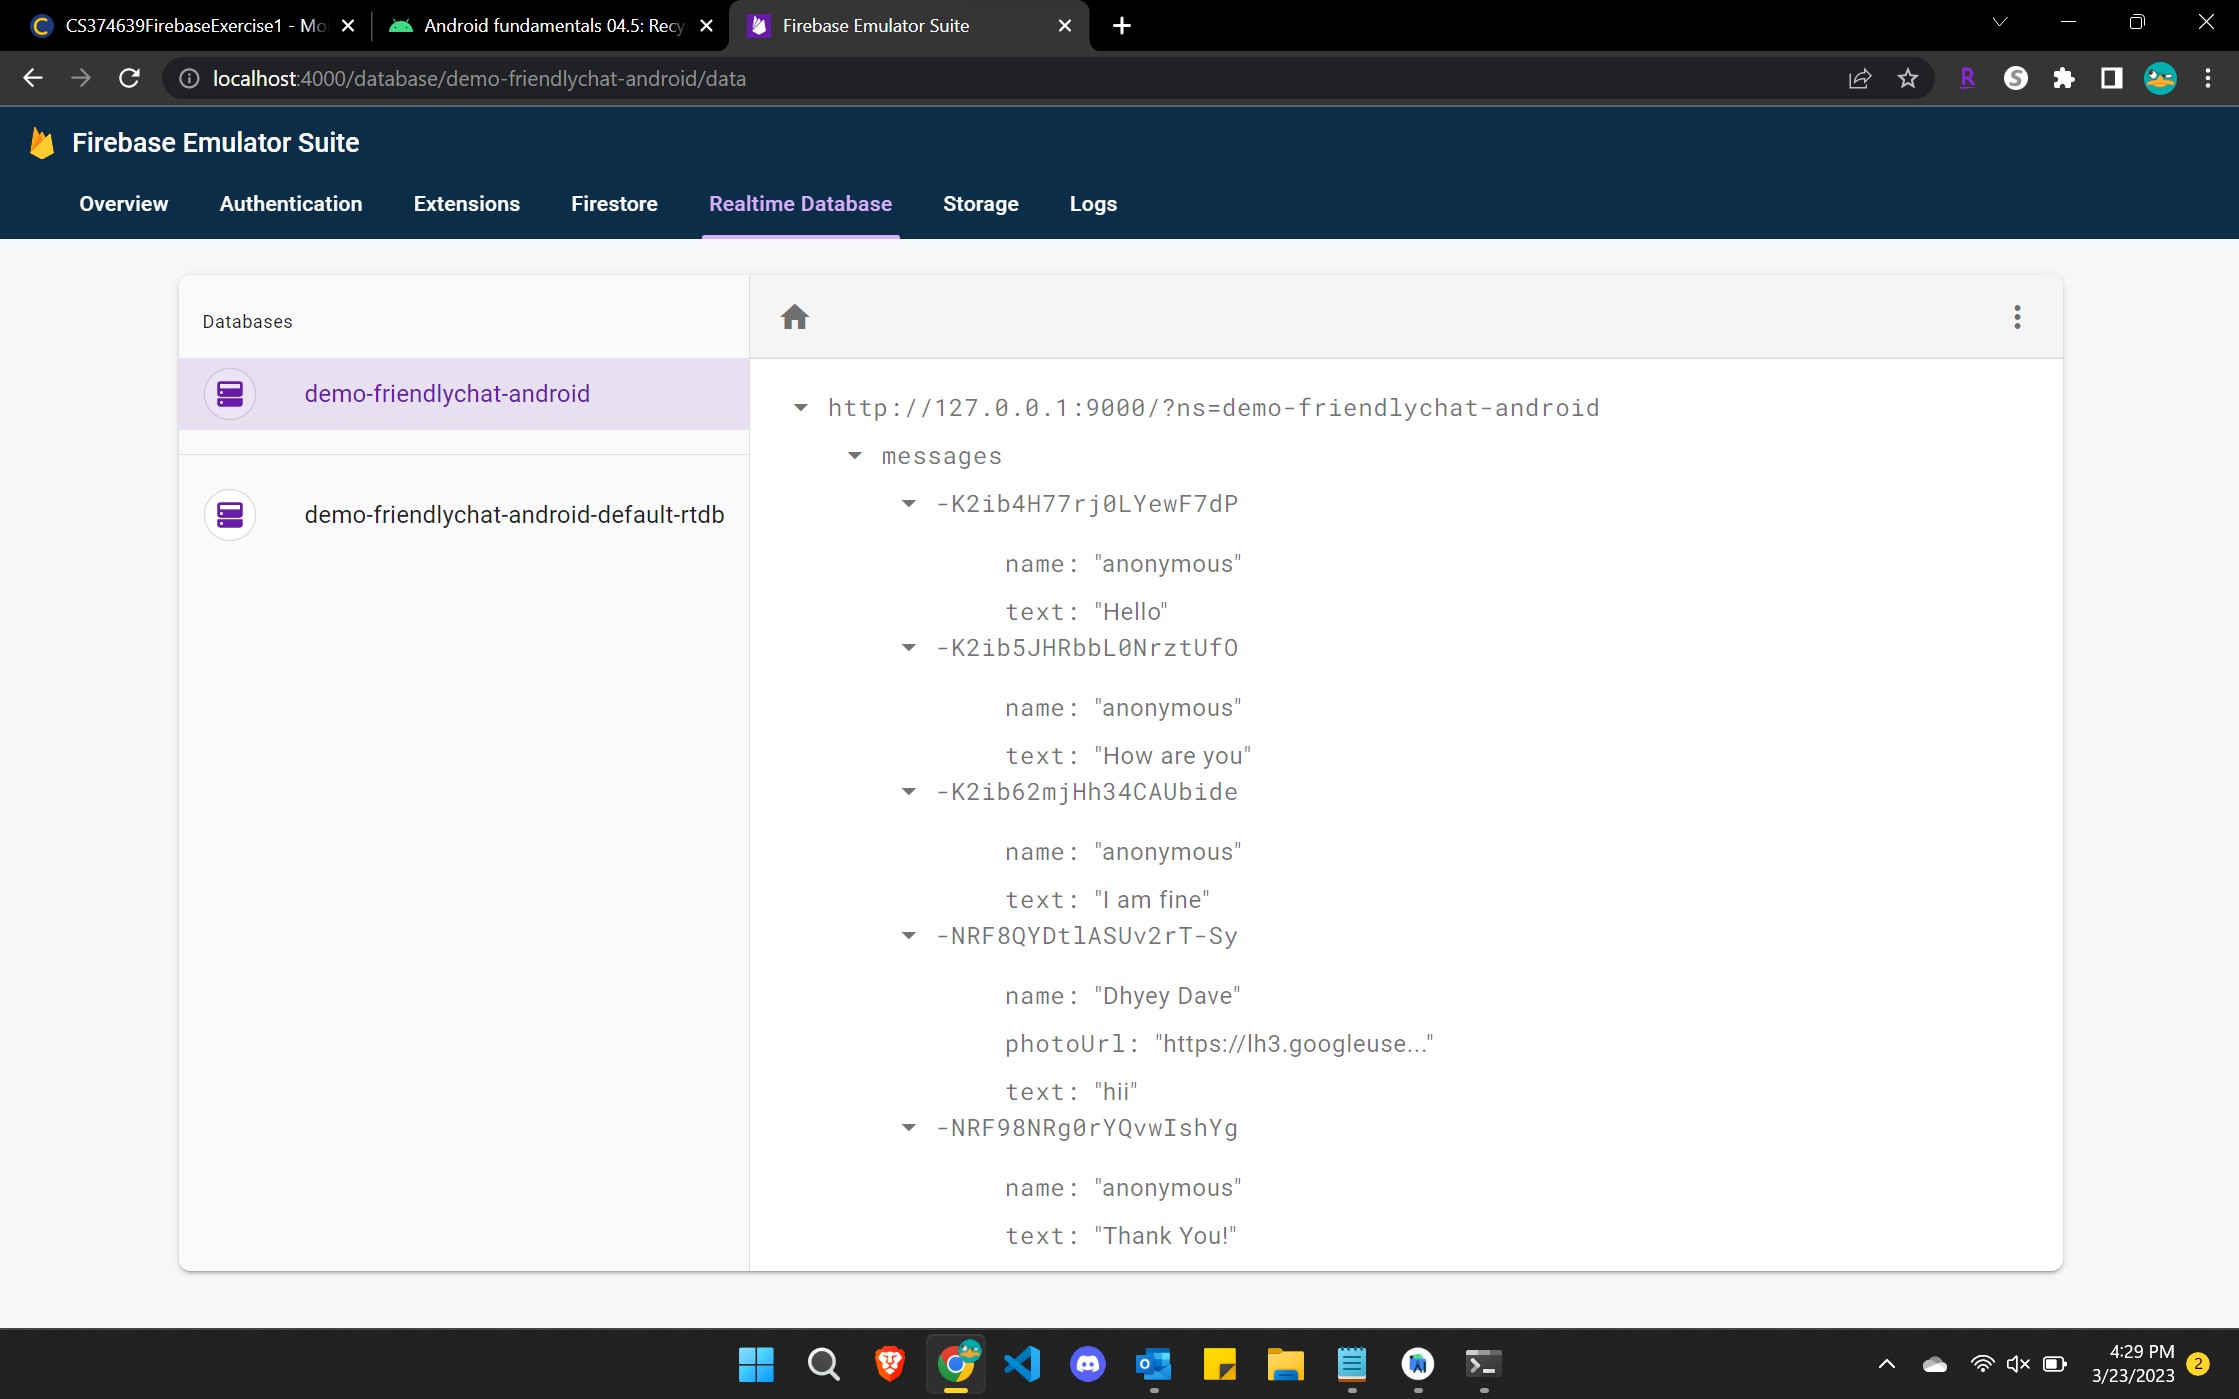 CS374639FirebaseExercise1 - Mo
Android fundamentals 04.5: Recy
Firebase Emulator Suite
localhost:4000/database/demo-friendlychat-android/data
Firebase Emulator Suite
Overview
Authentication
Extensions
Firestore
Realtime Database
Storage
Logs
Databases
demo-friendlychat-android
demo-friendlychat-android-default-rtdb
http://127.0.0.1:9000/?ns=demo-friendlychat-android
messages
-K2ib4H77rj0LYewF7dP
name: "anonymous"
text: "Hello"
-K2ib5JHRbbL0NrztUfO
name: "anonymous"
text: "How are you"
-K2ib62mjHh34CAUbide
name: "anonymous"
text: "I am fine"
-NRF8QYDtlASUv2rT-Sy
name: "Dhyey Dave"
photoUrl: "https://lh3.googleuse..."
text: "hii"
-NRF98NRg0rYQvwIshYg
name: "anonymous"
text: "Thank You!"
4:29 PM
3/23/2023
2